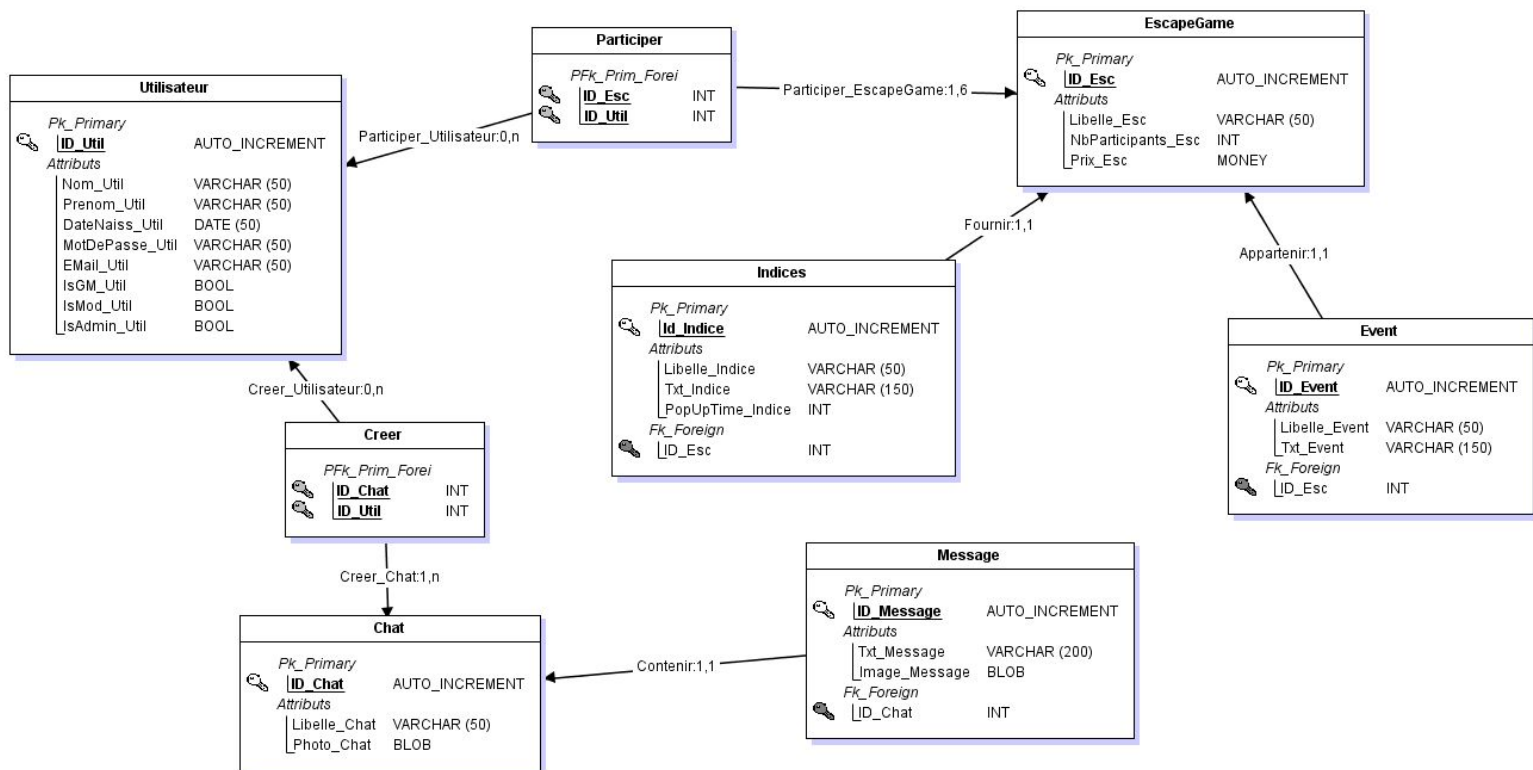 Utilisateur
Pk_Primary
ID_Util AUTO_INCREMENT
Attributs
Nom_Util VARCHAR (50)
Prenom_Util VARCHAR (50)
DateNaiss_Util DATE (50)
MotDePasse_Util VARCHAR (50)
EMail_Util VARCHAR (50)
IsGM_Util BOOL
IsMod_Util BOOL
IsAdmin_Util BOOL
Participer_Utilisateur:0,n
Participer
PFk_Prim_Forei
ID_Esc INT
ID_Util INT
Participer_EscapeGame:1,6
EscapeGame
Pk_Primary
ID_Esc AUTO_INCREMENT
Attributs
Libelle_Esc VARCHAR (50)
NbParticipants_Esc INT
Prix_Esc MONEY
Fournir:1,1
Appartenir:1,1
Indices
Pk_Primary
Id_Indice AUTO_INCREMENT
Attributs
Libelle_Indice VARCHAR (50)
Txt_Indice VARCHAR (150)
PopUpTime_Indice INT
Fk_Foreign
ID_Esc INT
Event
Pk_Primary
ID_Event AUTO_INCREMENT
Attributs
Libelle_Event VARCHAR (50)
Txt_Event VARCHAR (150)
Fk_Foreign
ID_Esc INT
Creer_Utilisateur:0,n
Creer
PFk_Prim_Forei
ID_Chat INT
ID_Util INT
Creer_Chat:1,n
Chat
Pk_Primary
ID_Chat AUTO_INCREMENT
Attributs
Libelle_Chat VARCHAR (50)
Photo_Chat BLOB
Contenir:1,1
Message
Pk_Primary
ID_Message AUTO_INCREMENT
Attributs
Txt_Message VARCHAR (200)
Image_Message BLOB
Fk_Foreign
ID_Chat INT